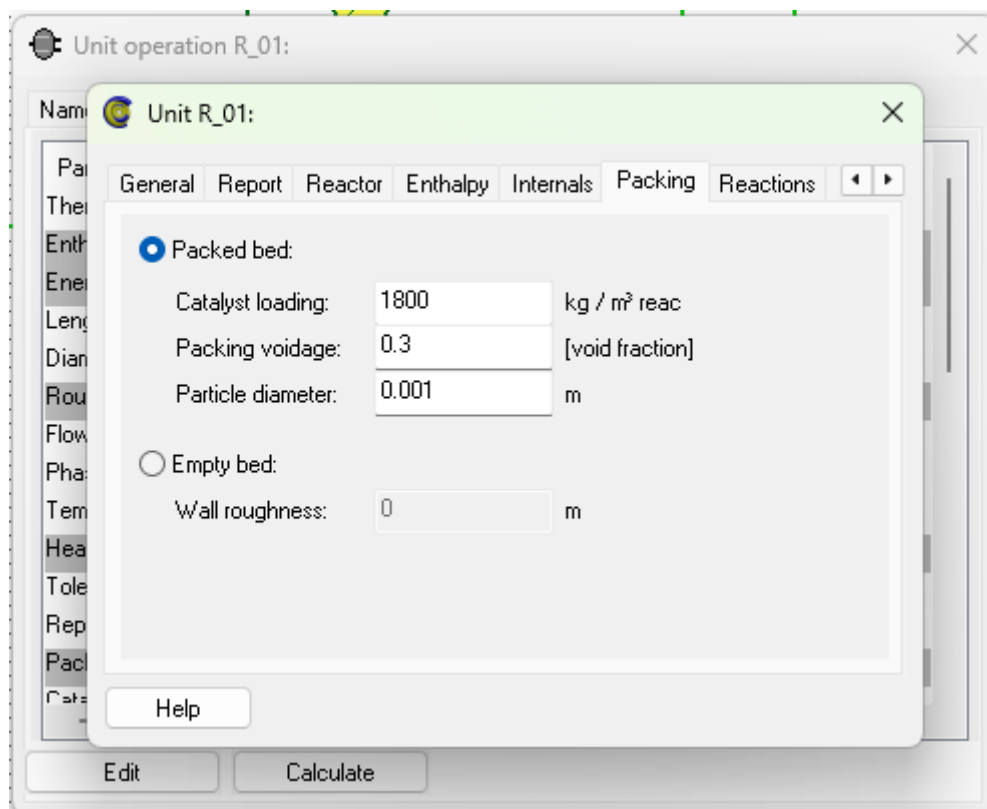 Unit operation R_01:
Unit R_01:
General Report Reactor Enthalpy Internals Packing Reactions
Packed bed:
Catalyst loading: 1800 kg / m³ reac
Packing voidage: 0.3 [void fraction]
Particle diameter: 0.001 m
Empty bed:
Wall roughness: 0 m
Help
Edit Calculate